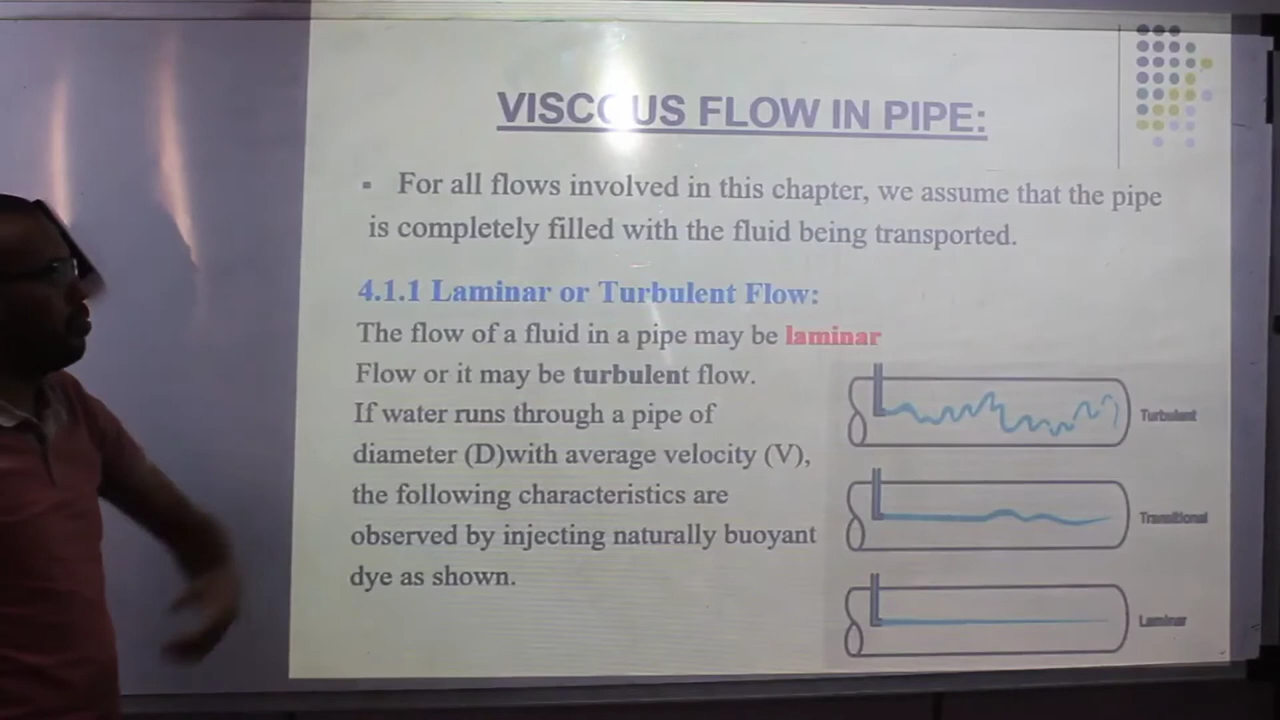 VISCOUS FLOW IN PIPE:
▪ For all flows involved in this chapter, we assume that the pipe
is completely filled with the fluid being transported.
4.1.1 Laminar or Turbulent Flow:
The flow of a fluid in a pipe may be laminar
Flow or it may be turbulent flow.
If water runs through a pipe of
diameter (D)with average velocity (V),
the following characteristics are
observed by injecting naturally buoyant
dye as shown.
Turbulent
Transitional
Laminar